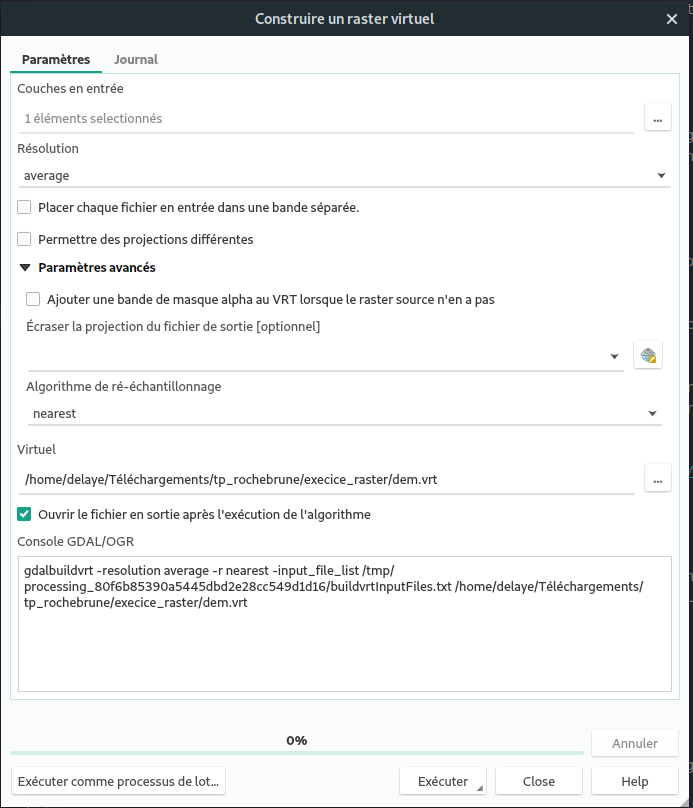 Construire un raster virtuel
Paramètres
Journal
Couches en entrée
1 éléments selectionnés
...
Résolution
average
Placer chaque fichier en entrée dans une bande séparée.
Permettre des projections différentes
Paramètres avancés
Ajouter une bande de masque alpha au VRT lorsque le raster source n'en a pas
Écraser la projection du fichier de sortie [optionnel]
Algorithme de ré-échantillonnage
nearest
Virtuel
/home/delaye/Téléchargements/tp_rochebrune/execice_raster/dem.vrt
...
Ouvrir le fichier en sortie après l'exécution de l'algorithme
Console GDAL/OGR
gdalbuildvrt -resolution average -r nearest -input_file_list /tmp/
processing_80f6b85390a5445dbd2e28cc549d1d16/buildvrtInputFiles.txt /home/delaye/Téléchargements/
tp_rochebrune/execice_raster/dem.vrt
0%
Annuler
Exécuter comme processus de lot...
Exécuter
Close
Help